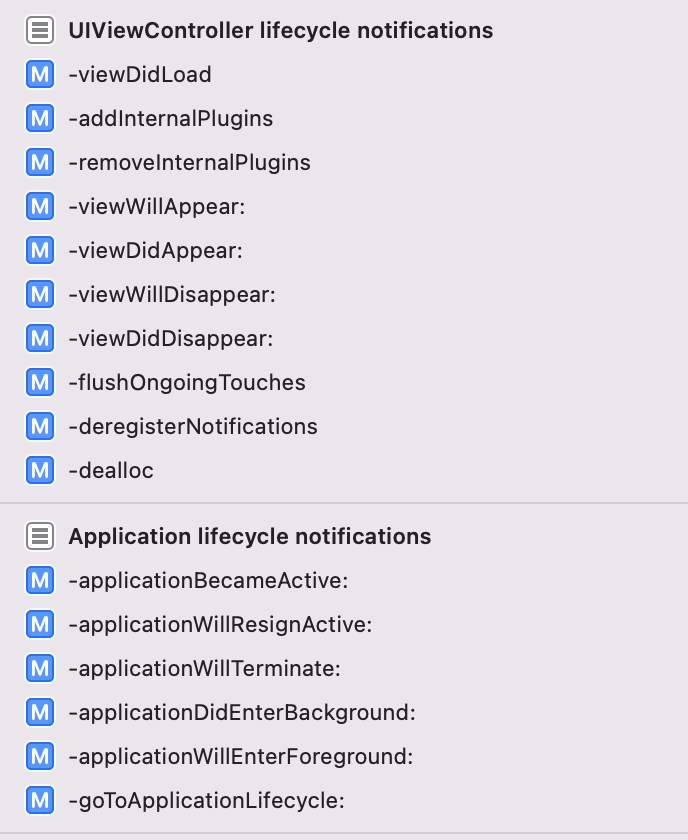 UIViewController lifecycle notifications
M -viewDidLoad
M -addInternalPlugins
M -removeInternalPlugins
M -viewWillAppear:
M -viewDidAppear:
M -viewWillDisappear:
M -viewDidDisappear:
M -flushOngoingTouches
M -deregisterNotifications
M -dealloc
Application lifecycle notifications
M -applicationBecameActive:
M -applicationWillResignActive:
M -applicationWillTerminate:
M -applicationDidEnterBackground:
M -applicationWillEnterForeground:
M -goToApplicationLifecycle: